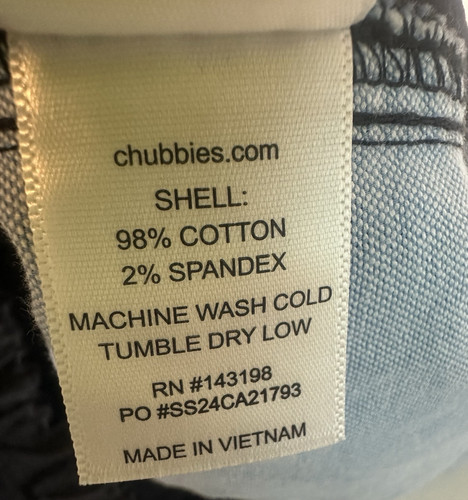 chubbies.com
SHELL:
98% COTTON
2% SPANDEX
MACHINE WASH COLD
TUMBLE DRY LOW
RN #143198
PO #SS24CA21793
MADE IN VIETNAM